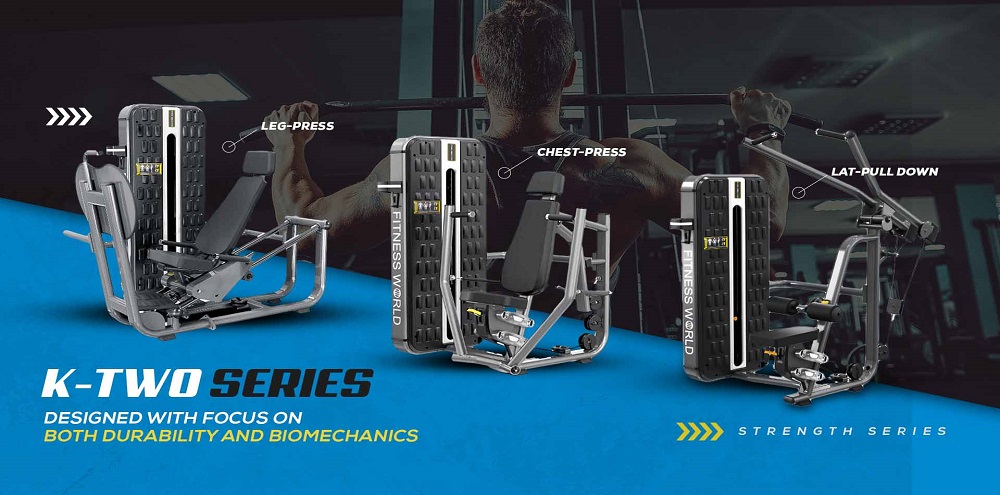 LEG-PRESS
CHEST-PRESS
LAT-PULL DOWN
FITNESS WORLD
FITNESS WORLD
K-TWO SERIES
DESIGNED WITH FOCUS ON
BOTH DURABILITY AND BIOMECHANICS
STRENGTH SERIES